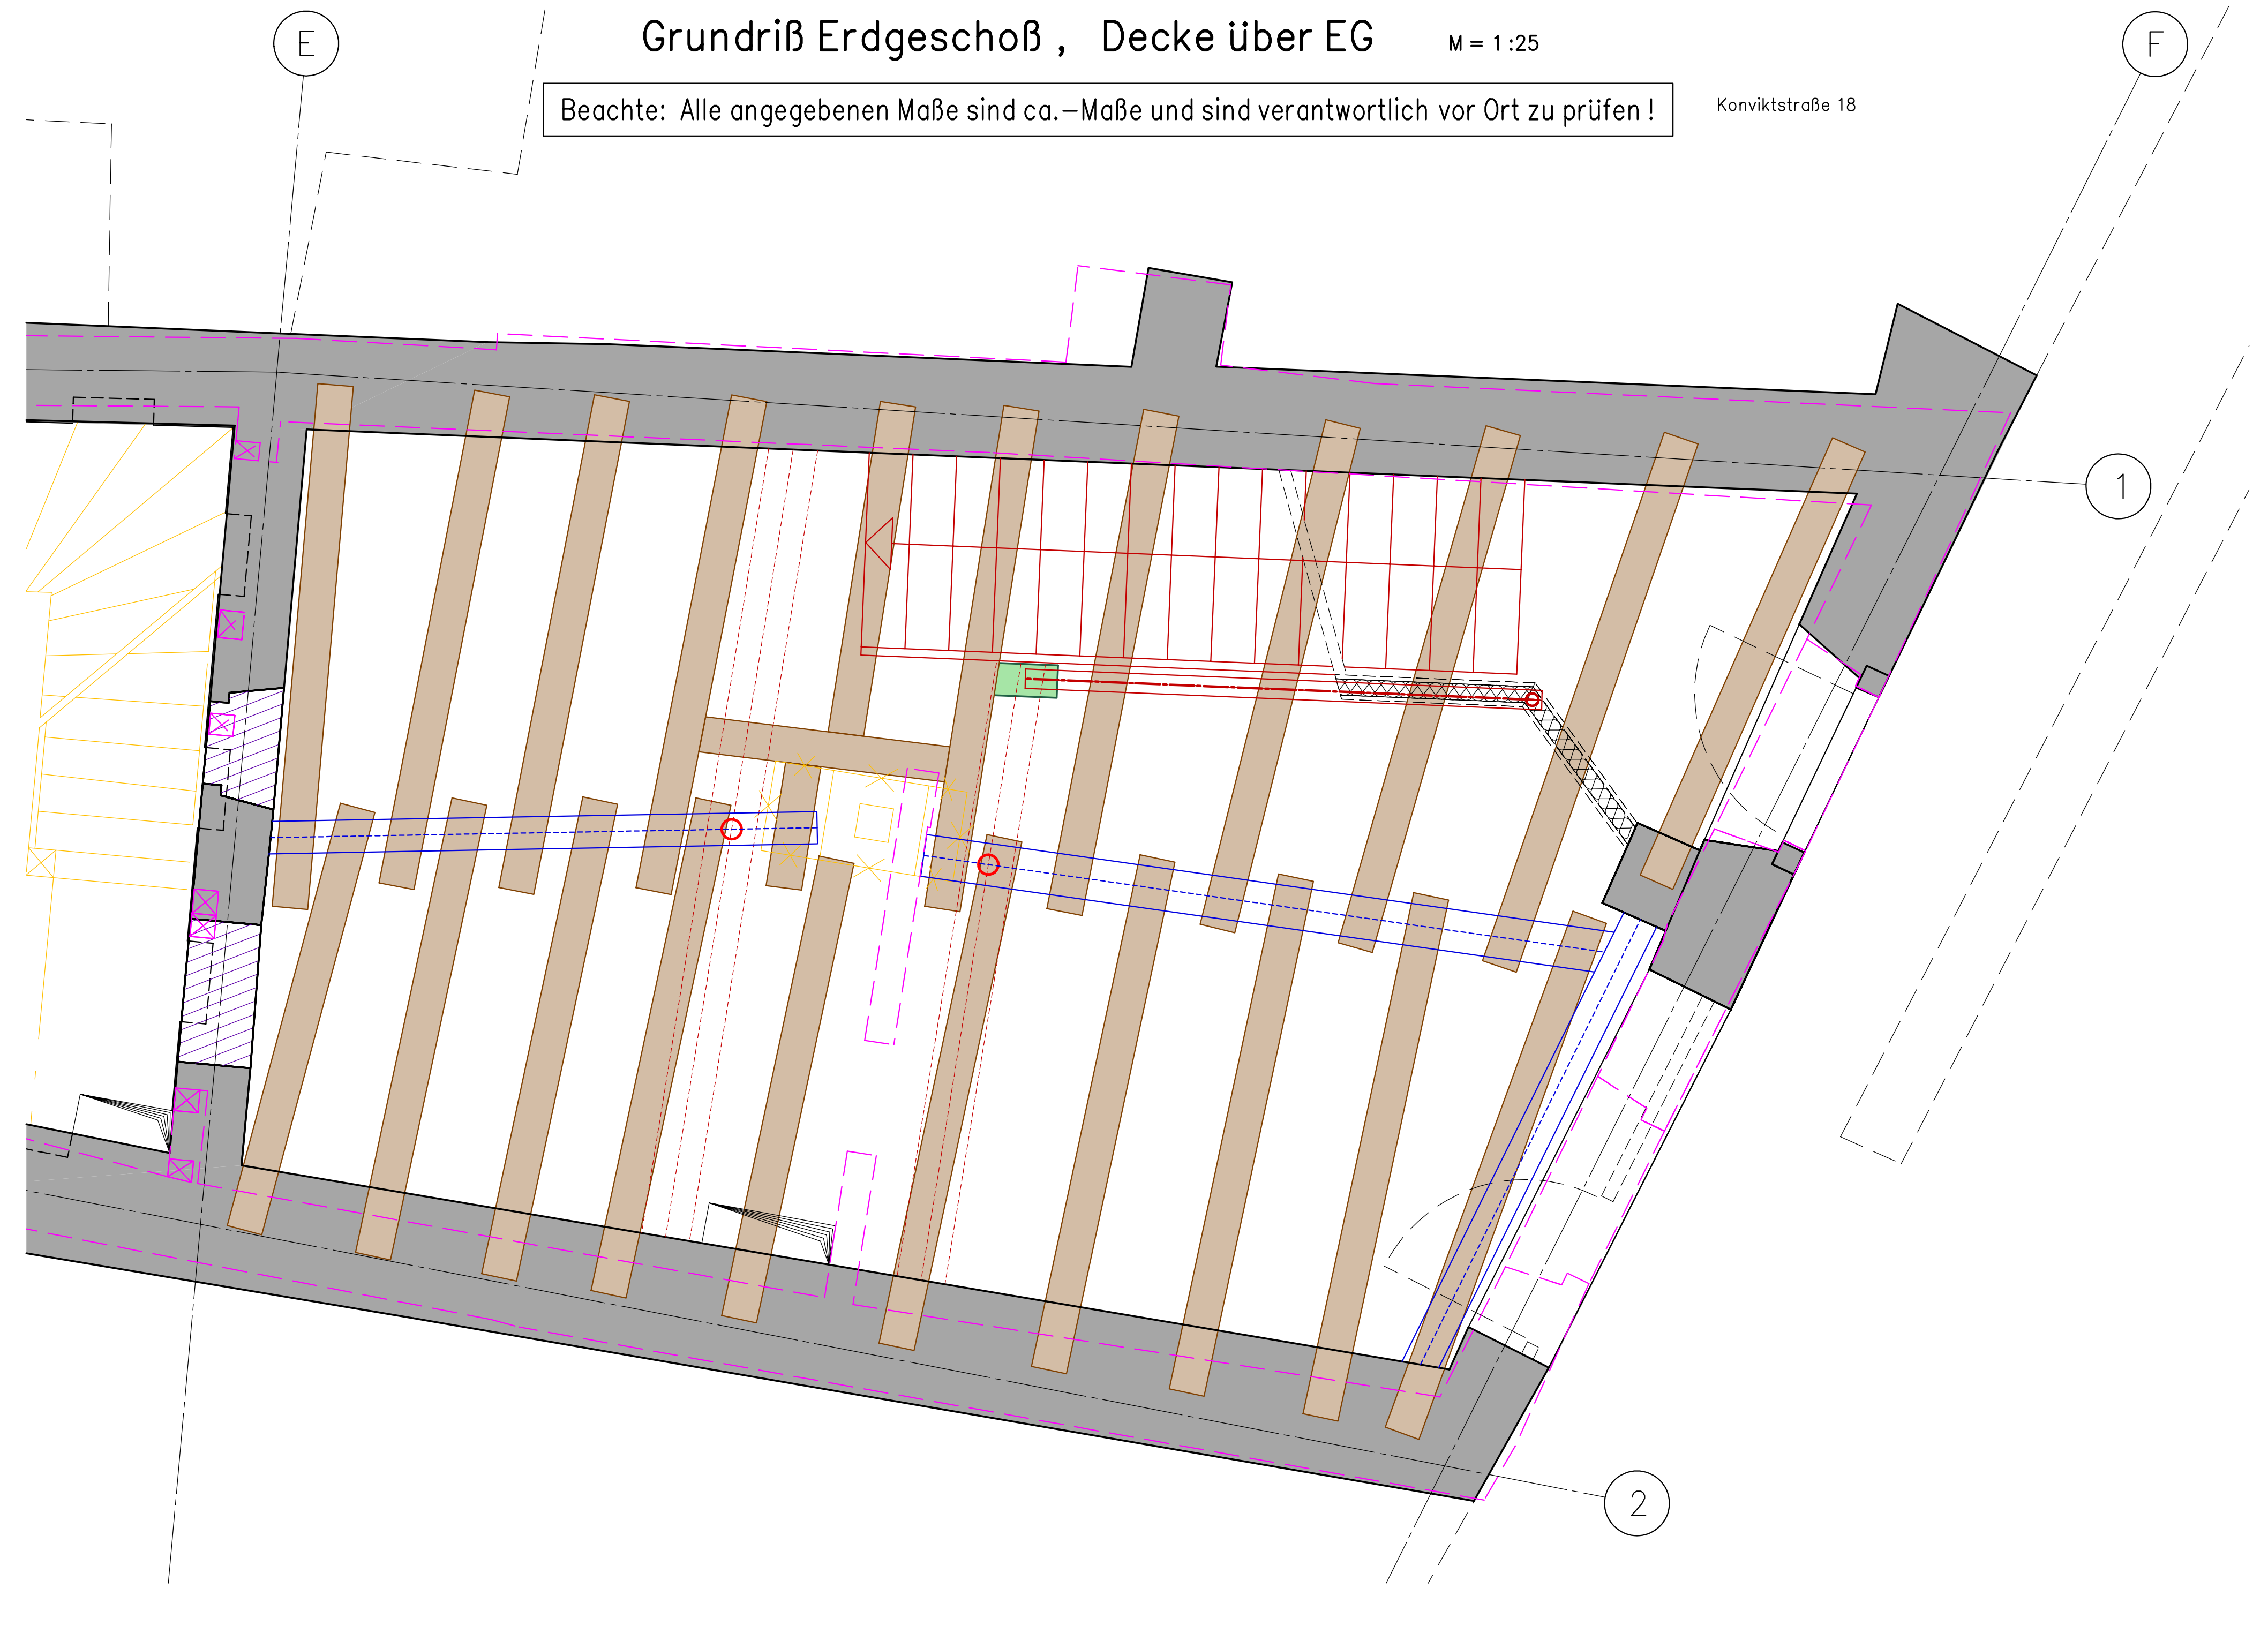 Grundriß Erdgeschoß , Decke über EG M = 1:25
Beachte: Alle angegebenen Maße sind ca.-Maße und sind verantwortlich vor Ort zu prüfen !
Konviktstraße 18
E
F
1
2